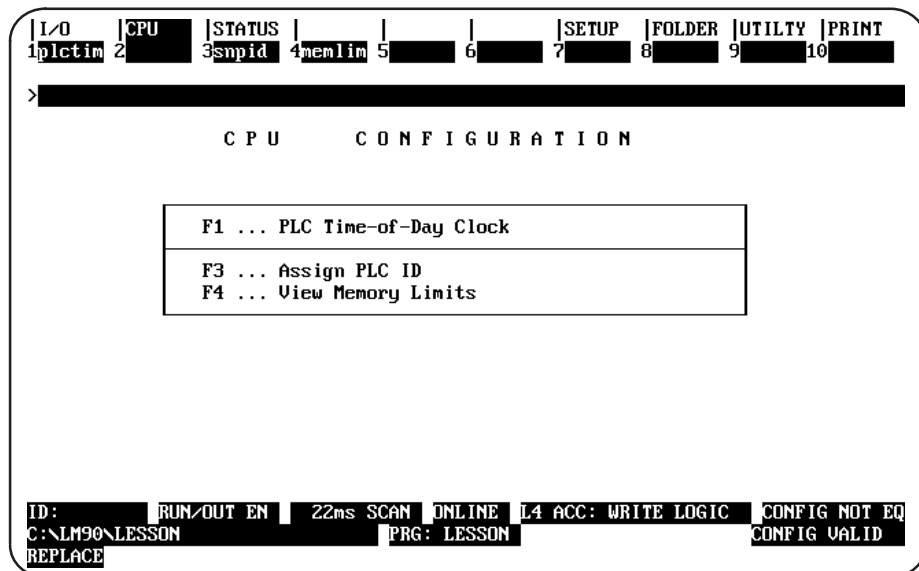 |I/O |CPU |STATUS | | |SETUP |FOLDER |UTILTY |PRINT
1plctim 2 3snpid 4memlim 5 6 7 8 9 10
>
C P U C O N F I G U R A T I O N
F1 ... PLC Time-of-Day Clock
F3 ... Assign PLC ID
F4 ... View Memory Limits
ID: RUN/OUT EN 22ms SCAN ONLINE L4 ACC: WRITE LOGIC CONFIG NOT EQ
C:\LM90\LESSON PRG: LESSON CONFIG VALID
REPLACE